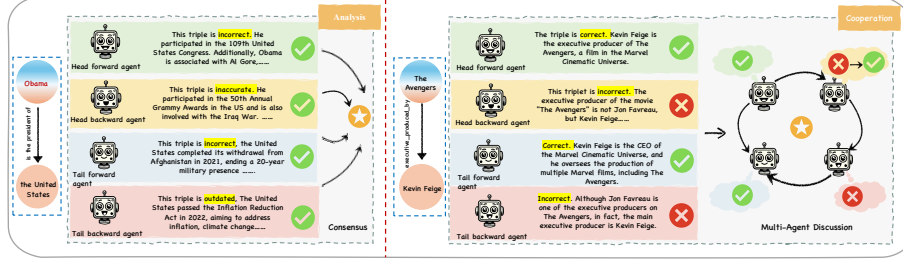 Analysis
Obama
is the president of
the United
States
This triple is incorrect. He
participated in the 109th United
States Congress. Additionally, Obama
is associated with Al Gore,……
Head forward agent
This triple is inaccurate. He
participated in the 50th Annual
Grammy Awards in the US and is also
involved with the Iraq War. ……
Head backward agent
This triple is incorrect, The United
States completed its withdrawal from
Afghanistan in 2021, ending a 20-year
military presence …….
Tail forward
agent
This triple is outdated, The United
States passed the Inflation Reduction
Act in 2022, aiming to address
inflation, climate change……
Tail backward agent
Consensus
Cooperation
The
Avengers
executive_produced_by
Kevin Feige
The triple is correct. Kevin Feige is
the executive producer of The
Avengers, a film in the Marvel
Cinematic Universe.
Head forward agent
This triplet is incorrect. The
executive producer of the movie
"The Avengers" is not Jon Favreau,
but Kevin Feige……
Head backward agent
Correct. Kevin Feige is the CEO of
the Marvel Cinematic Universe, and
he oversees the production of
multiple Marvel films, including The
Avengers.
Tail forward
agent
Incorrect. Although Jon Favreau is
one of the executive producers on
The Avengers, in fact, the main
executive producer is Kevin Feige.
Tail backward agent
Multi-Agent Discussion